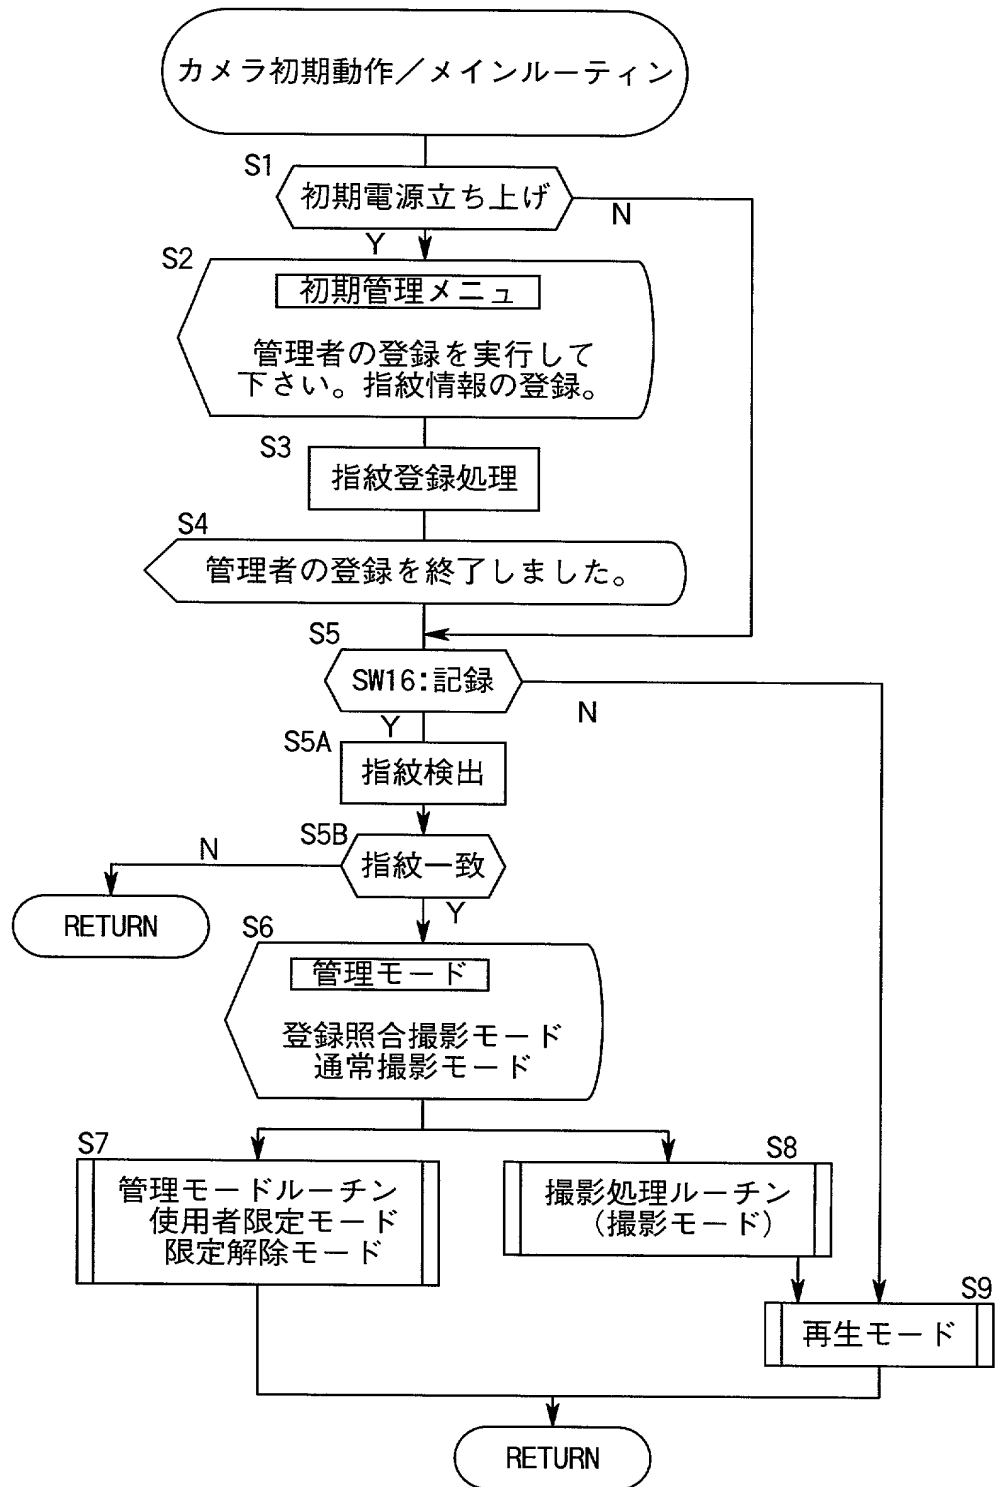 カメラ初期動作／メインルーティン
S1
初期電源立ち上げ
N
Y
S2
初期管理メニュ
管理者の登録を実行して
下さい。指紋情報の登録。
S3
指紋登録処理
S4
管理者の登録を終了しました。
S5
SW16:記録
N
Y
S5A
指紋検出
S5B
指紋一致
N
RETURN
Y
S6
管理モード
登録照合撮影モード
通常撮影モード
S7
管理モードルーチン
使用者限定モード
限定解除モード
S8
撮影処理ルーチン
(撮影モード)
S9
再生モード
RETURN